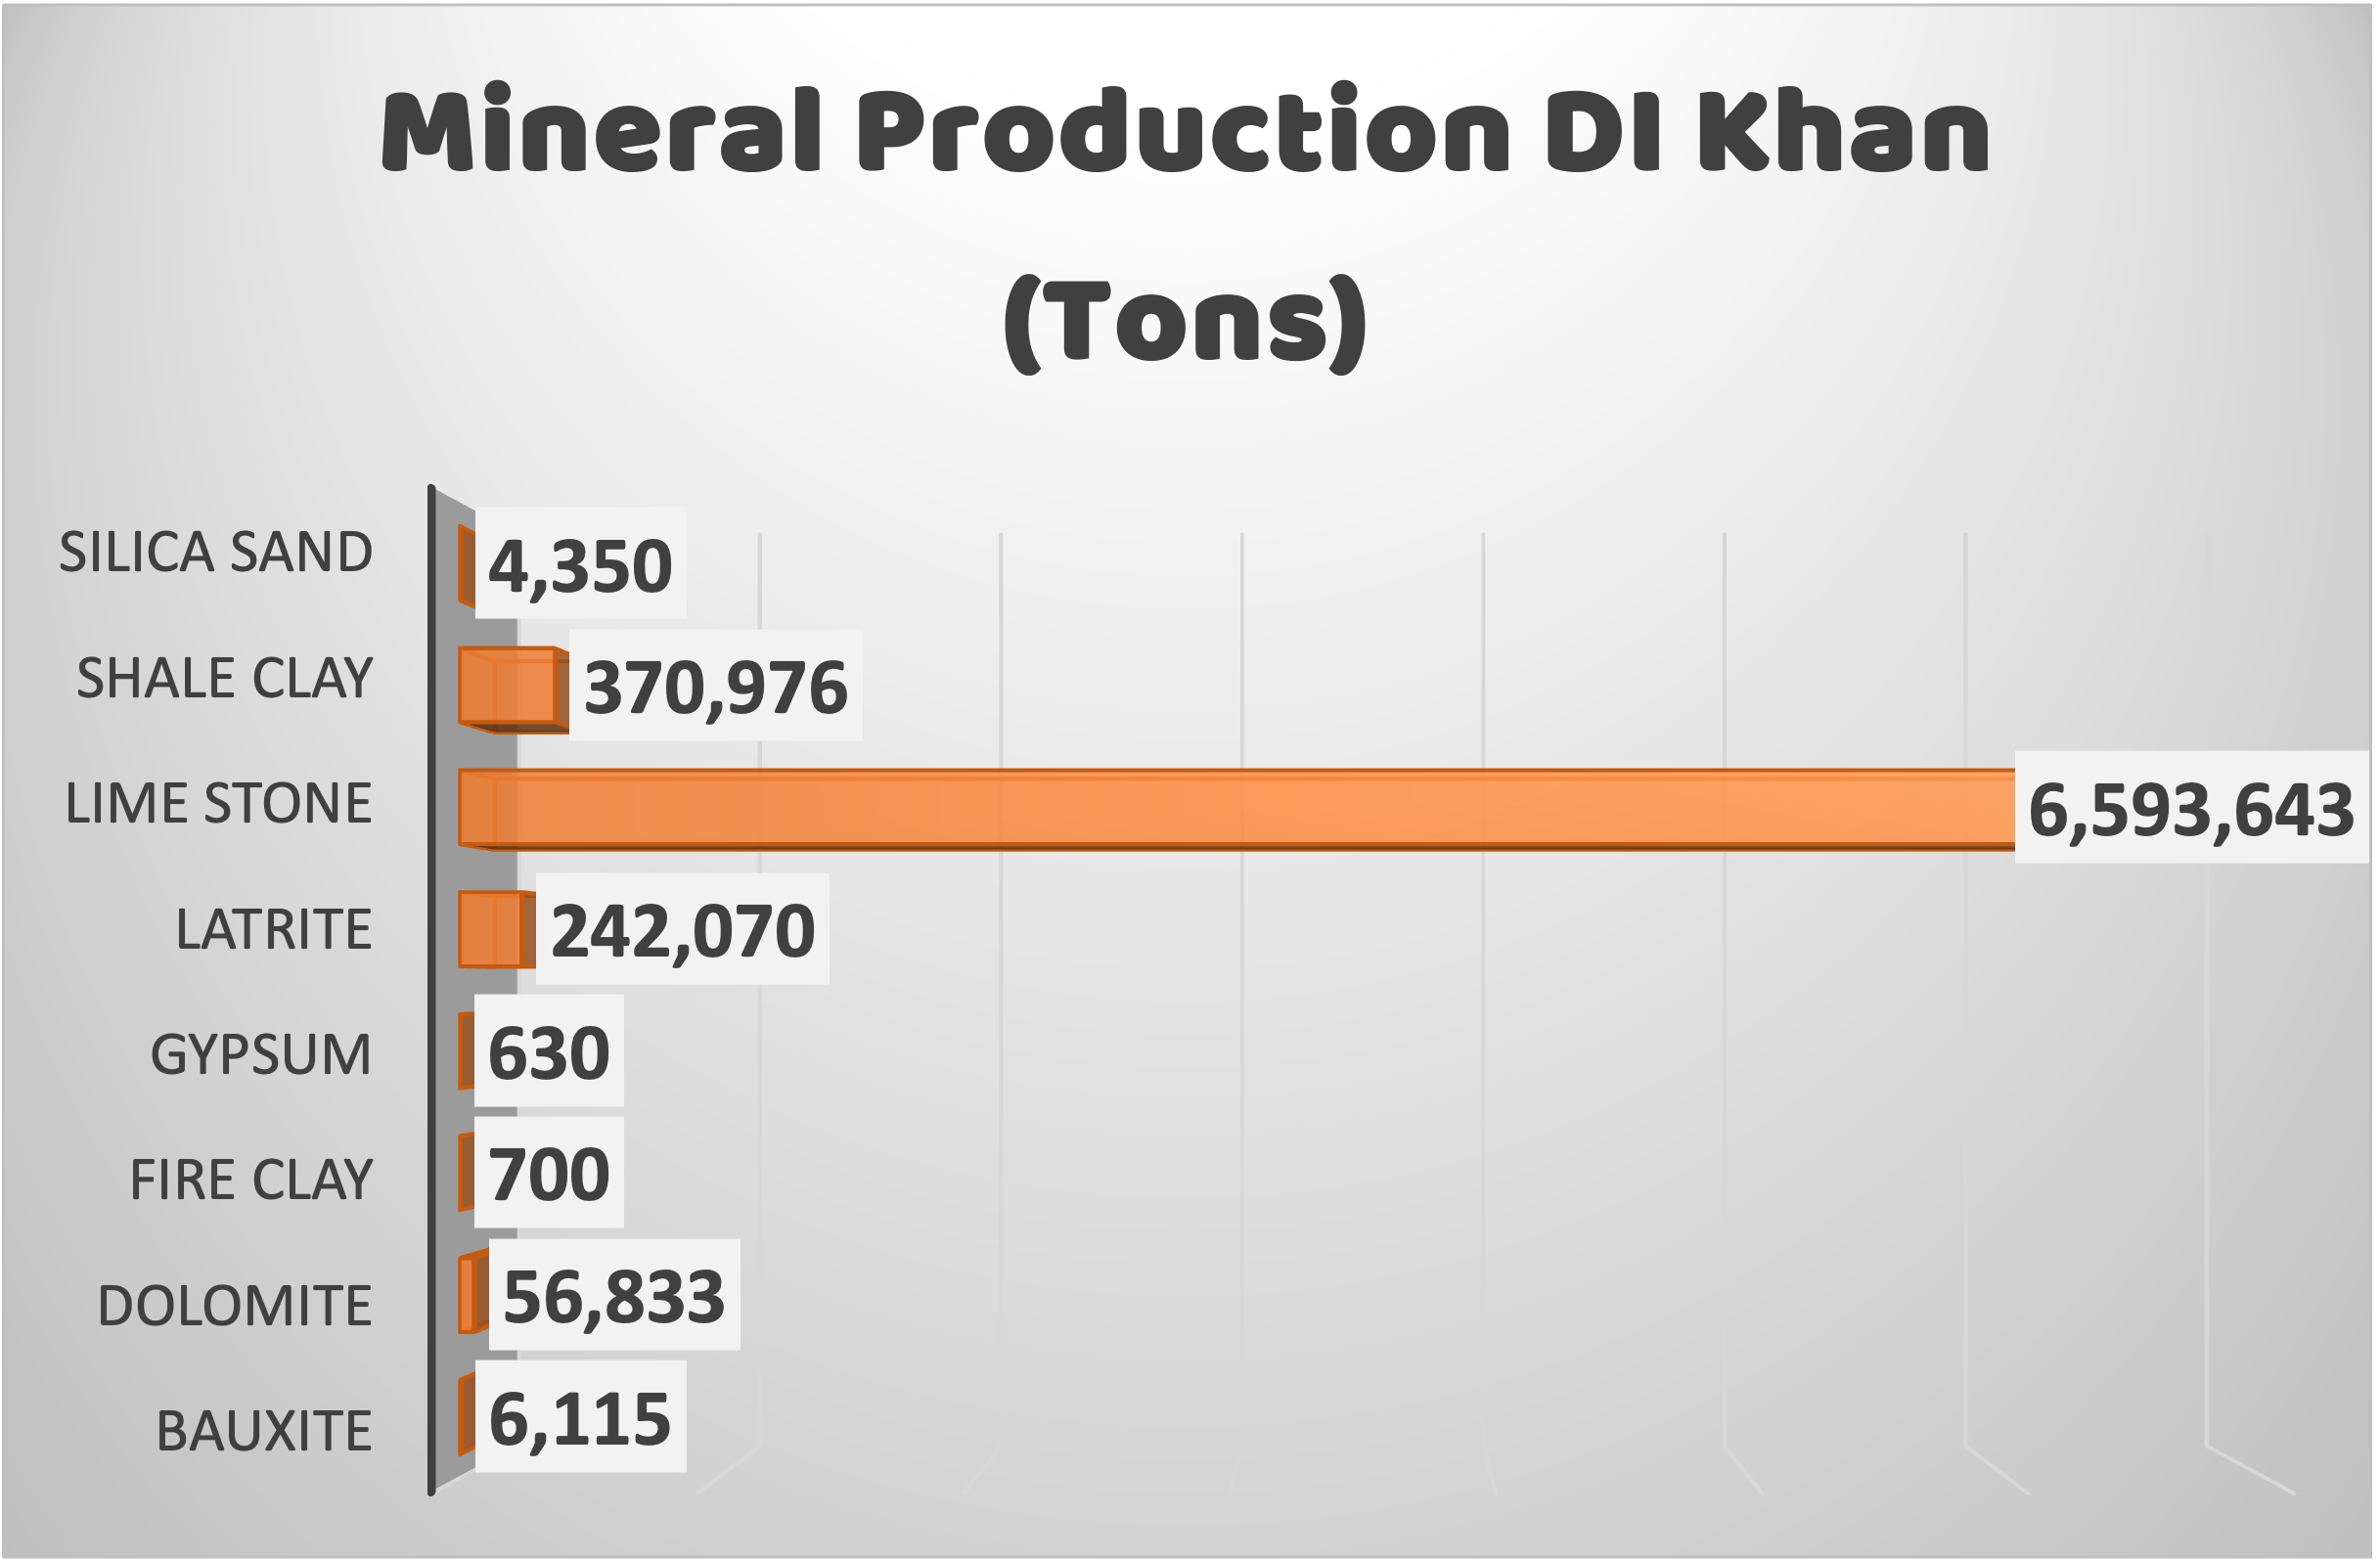 Mineral Production DI Khan
(Tons)
SILICA SAND 4,350
SHALE CLAY 370,976
LIME STONE 6,593,643
LATRITE 242,070
GYPSUM 630
FIRE CLAY 700
DOLOMITE 56,833
BAUXITE 6,115